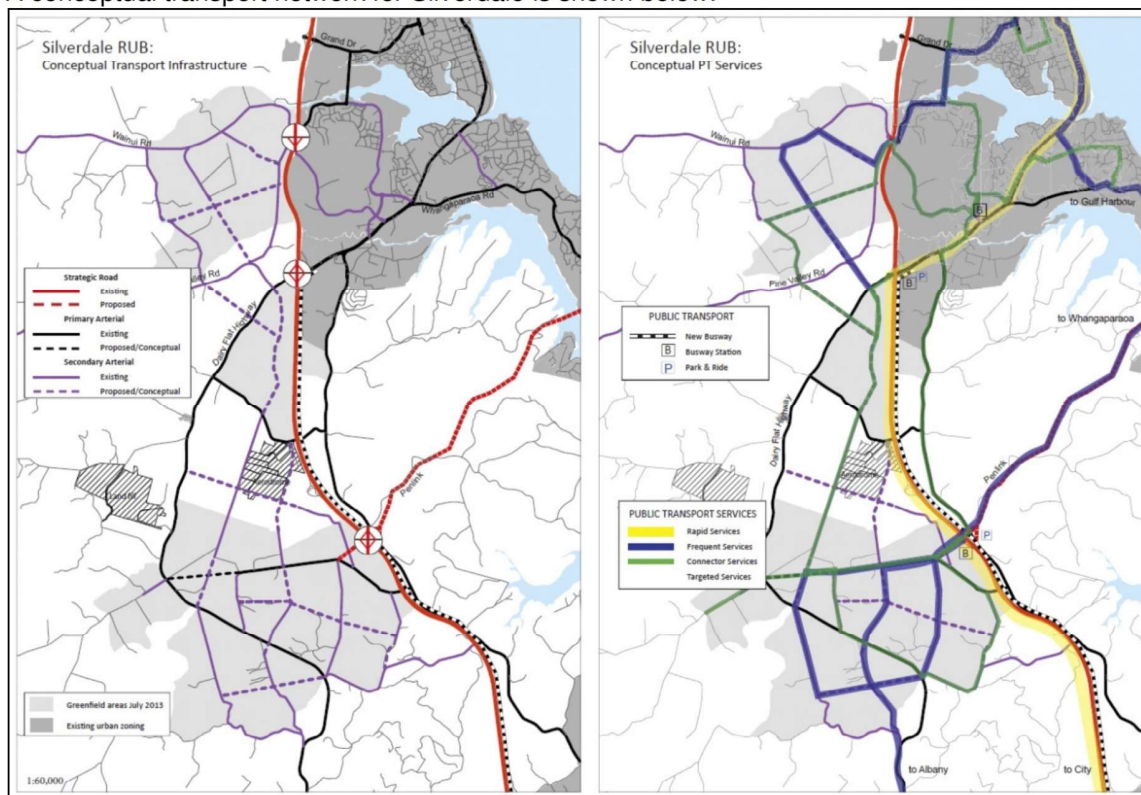 A conceptual transport network for Silverdale is shown below:
Silverdale RUB:
Conceptual Transport Infrastructure
Grand Dr
Wainui Rd
Whangaparaoa Rd
lley Rd
Dairy Flat Highway
Strategic Road
Existing
Proposed
Primary Arterial
Existing
Proposed/Conceptual
Secondary Arterial
Existing
Proposed/Conceptual
Penlink
Greenfield areas July 2013
Existing urban zoning
1:60,000
Silverdale RUB:
Conceptual PT Services
Grand Dr
Wainui Rd
B
to Gulf Harbour
Pine Valley Rd
P
B
to Whangaparaoa
PUBLIC TRANSPORT
New Busway
B Busway Station
P Park & Ride
Dairy Flat Highway
Penlink
P
B
PUBLIC TRANSPORT SERVICES
Rapid Services
Frequent Services
Connector Services
Targeted Services
to Albany
to City